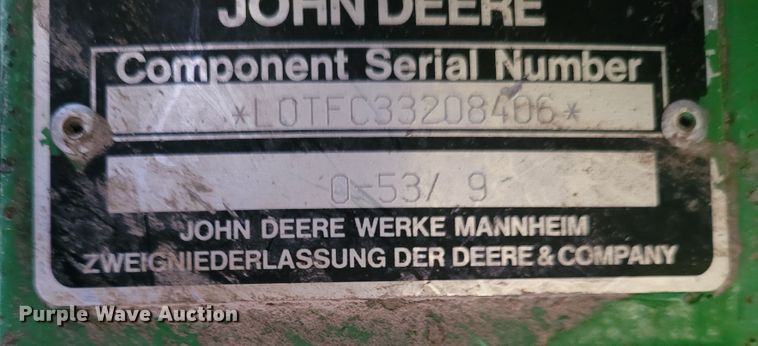 JOHN DEERE
Component Serial Number
*L0TFC33208406*
0-53/ 9
JOHN DEERE WERKE MANNHEIM
ZWEIGNIEDERLASSUNG DER DEERE & COMPANY
Purple Wave Auction